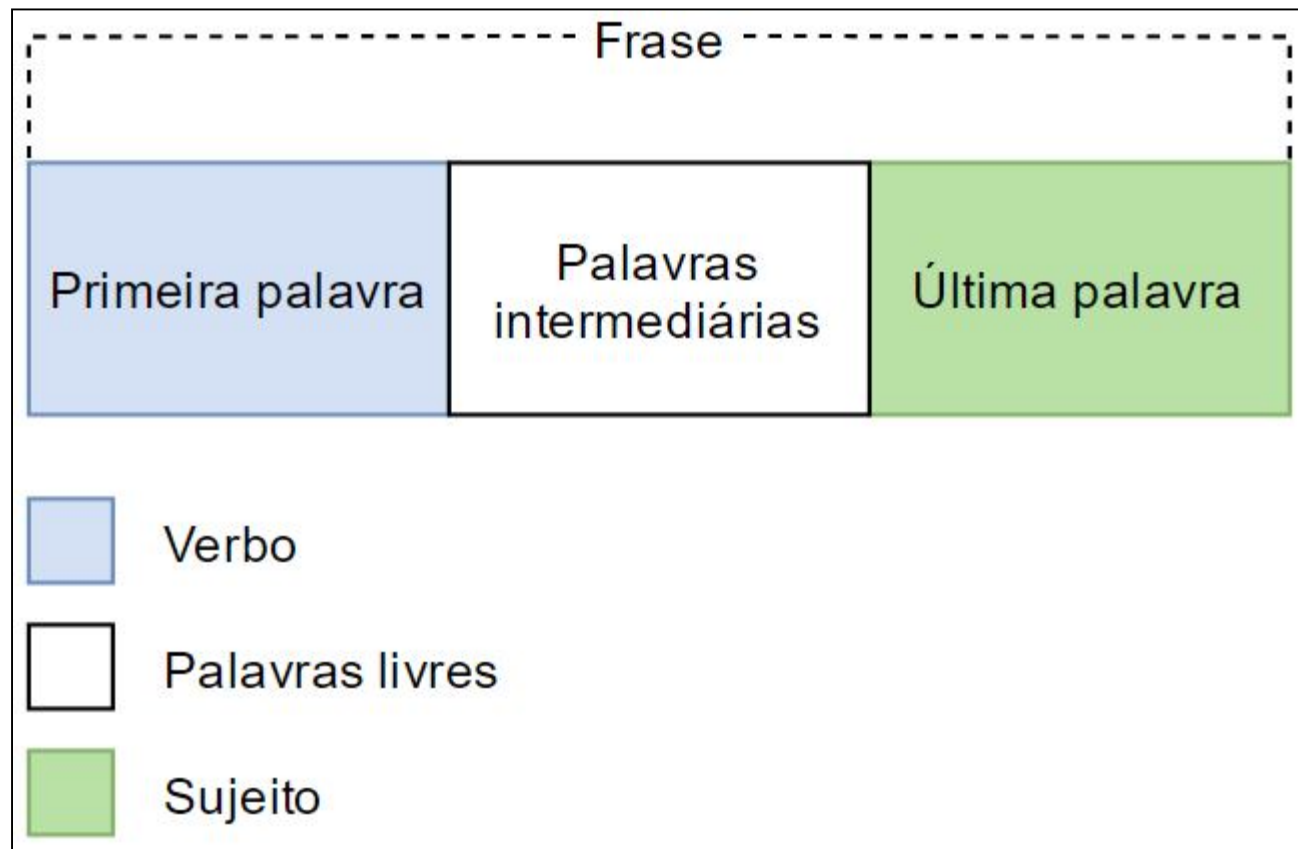 Frase
Primeira palavra
Palavras
intermediárias
Última palavra
Verbo
Palavras livres
Sujeito